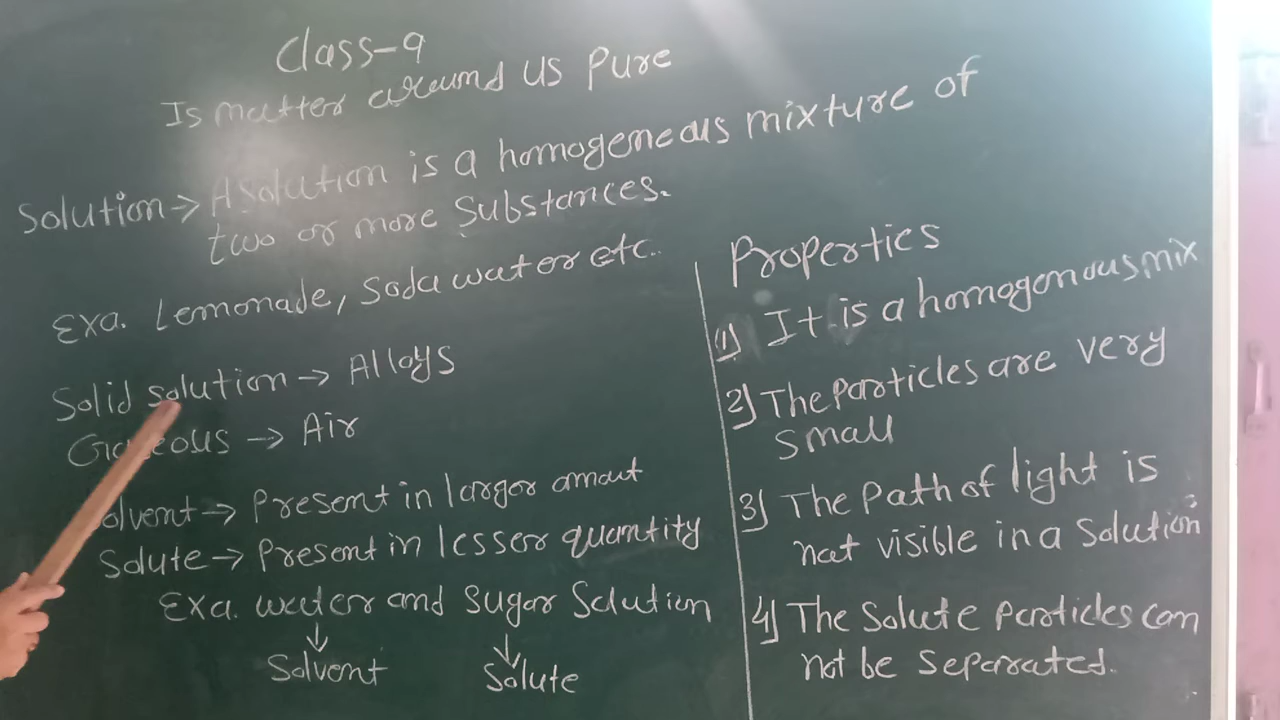 Class-9
Is matter around us Pure
Solution → A solution is a homogeneous mixture of
two or more Substances.
Exa. Lemonade, Soda water etc.
Solid solution → Alloys
→ Air
Solvent → Present in larger amout
Solute → Present in lesser quantity
Exa. water and sugar Solution
Solvent Solute
Properties
1) It is a homogenous mix
2) The Particles are very
small
3) The Path of light is
not visible in a Solution
4) The Solute Particles can
not be separated.